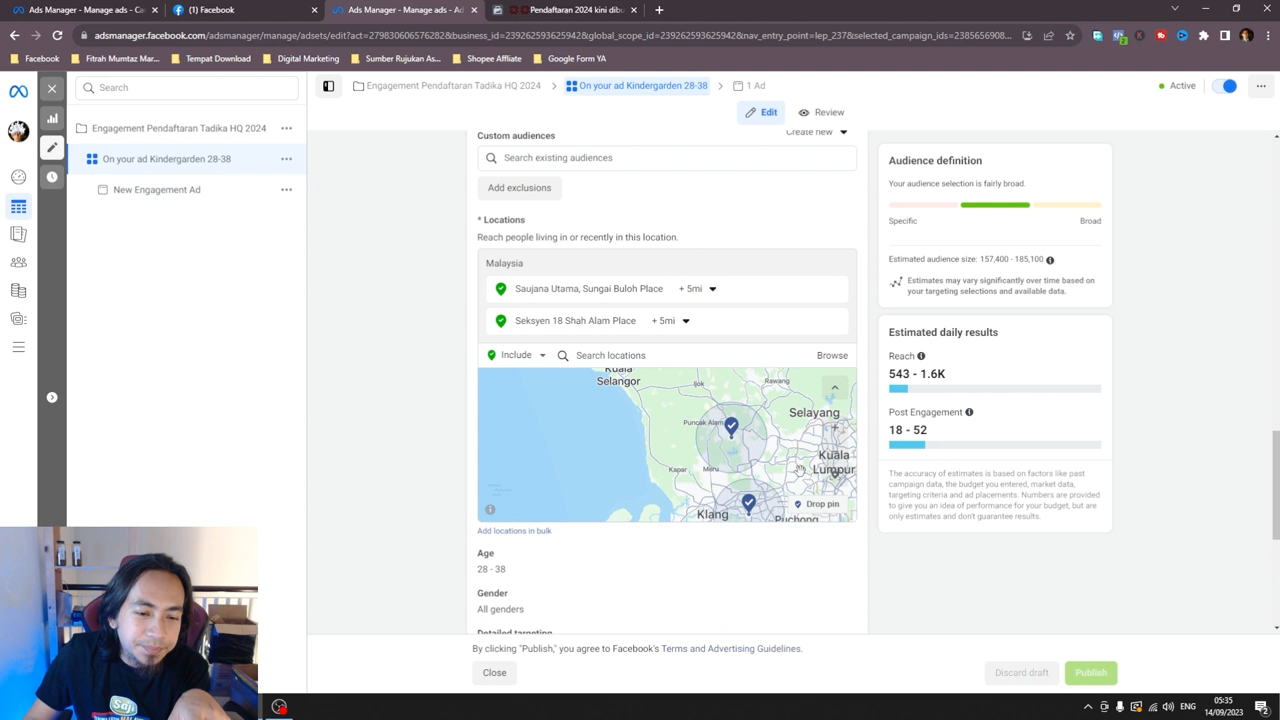 Ads Manager - Manage ads - Ca
(1) Facebook
Ads Manager - Manage ads - Ad
Pendaftaran 2024 kini dibu
adsmanager.facebook.com/adsmanager/manage/assets/edit?act=279830606576282&business_id=239262593625942&global_scope_id=239262593625942&nav_entry_point=lep_237&selected_campaign_ids=2385656908...
Facebook
Fitrah Mumtaz Mar...
Tempat Download
Digital Marketing
Sumber Rujukan As...
Shopee Affliate
Google Form YA
Search
Engagement Pendaftaran Tadika HQ 2024
On your ad Kindergarden 28-38
New Engagement Ad
Engagement Pendaftaran Tadika HQ 2024
On your ad Kindergarden 28-38
1 Ad
Active
Edit
Review
Custom audiences
Create new
Search existing audiences
Add exclusions
* Locations
Reach people living in or recently in this location.
Malaysia
Saujana Utama, Sungai Buloh Place + 5mi
Seksyen 18 Shah Alam Place + 5mi
Include
Search locations
Browse
Kuala
Selangor
Ijok
Rawang
Puncak Alam
Selayang
Kapar
Meru
Kuala
Lumpur
Klang
Puchong
Drop pin
Add locations in bulk
Age
28 - 38
Gender
All genders
Detailed targeting
Audience definition
Your audience selection is fairly broad.
Specific
Broad
Estimated audience size: 157,400 - 185,100
Estimates may vary significantly over time based on
your targeting selections and available data.
Estimated daily results
Reach
543 - 1.6K
Post Engagement
18 - 52
The accuracy of estimates is based on factors like past
campaign data, the budget you entered, market data,
targeting criteria and ad placements. Numbers are provided
to give you an idea of performance for your budget, but are
only estimates and don't guarantee results.
By clicking "Publish," you agree to Facebook's Terms and Advertising Guidelines.
Close
Discard draft
Publish
Saji
ENG
05:35
14/09/2023